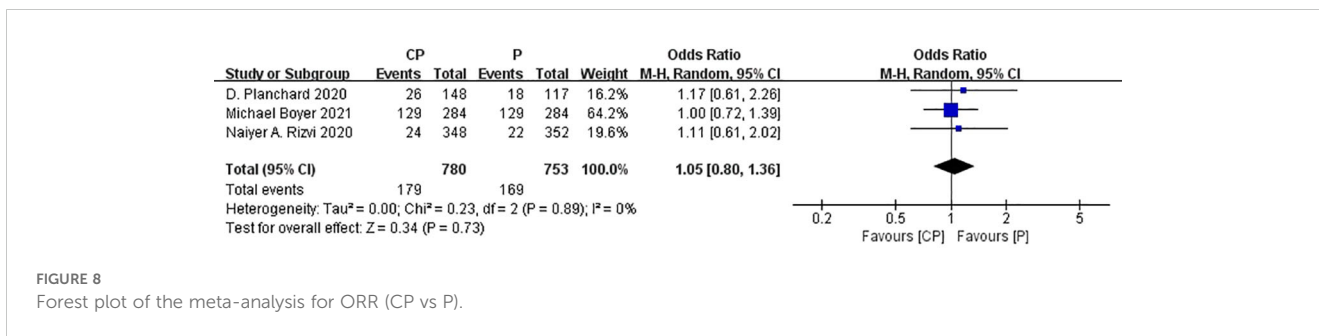 CP P Odds Ratio Odds Ratio
Study or Subgroup Events Total Events Total Weight M-H, Random, 95% CI M-H, Random, 95% CI
D. Planchard 2020 26 148 18 117 16.2% 1.17 [0.61, 2.26]
Michael Boyer 2021 129 284 129 284 64.2% 1.00 [0.72, 1.39]
Naiyer A. Rizvi 2020 24 348 22 352 19.6% 1.11 [0.61, 2.02]
Total (95% CI) 780 753 100.0% 1.05 [0.80, 1.36]
Total events 179 169
Heterogeneity: Tau² = 0.00; Chi² = 0.23, df = 2 (P = 0.89); I² = 0%
Test for overall effect: Z = 0.34 (P = 0.73)
0.2 0.5 1 2 5
Favours [CP] Favours [P]
FIGURE 8
Forest plot of the meta-analysis for ORR (CP vs P).